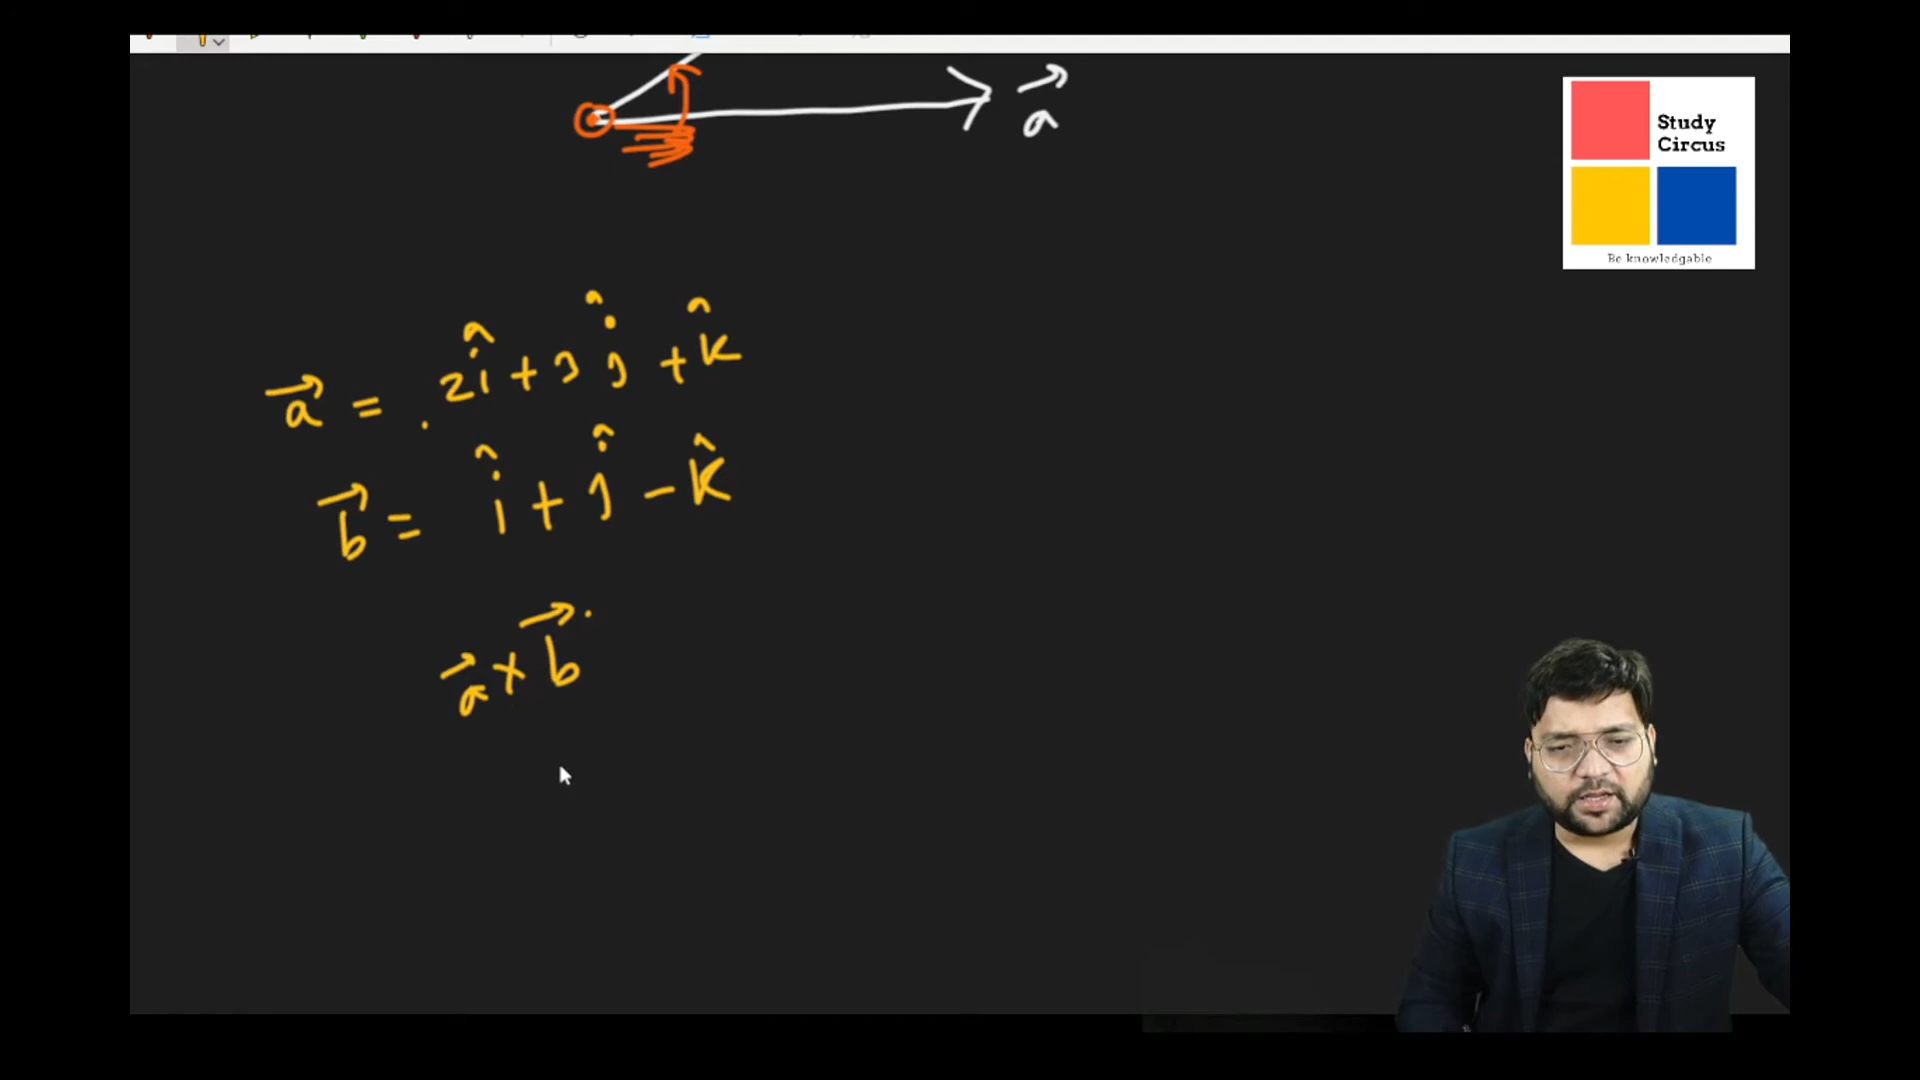 a⃗
Study
Circus
Be knowledgable
a⃗ = 2î + 3ĵ + k̂
b⃗ = î + ĵ - k̂
a⃗ × b⃗